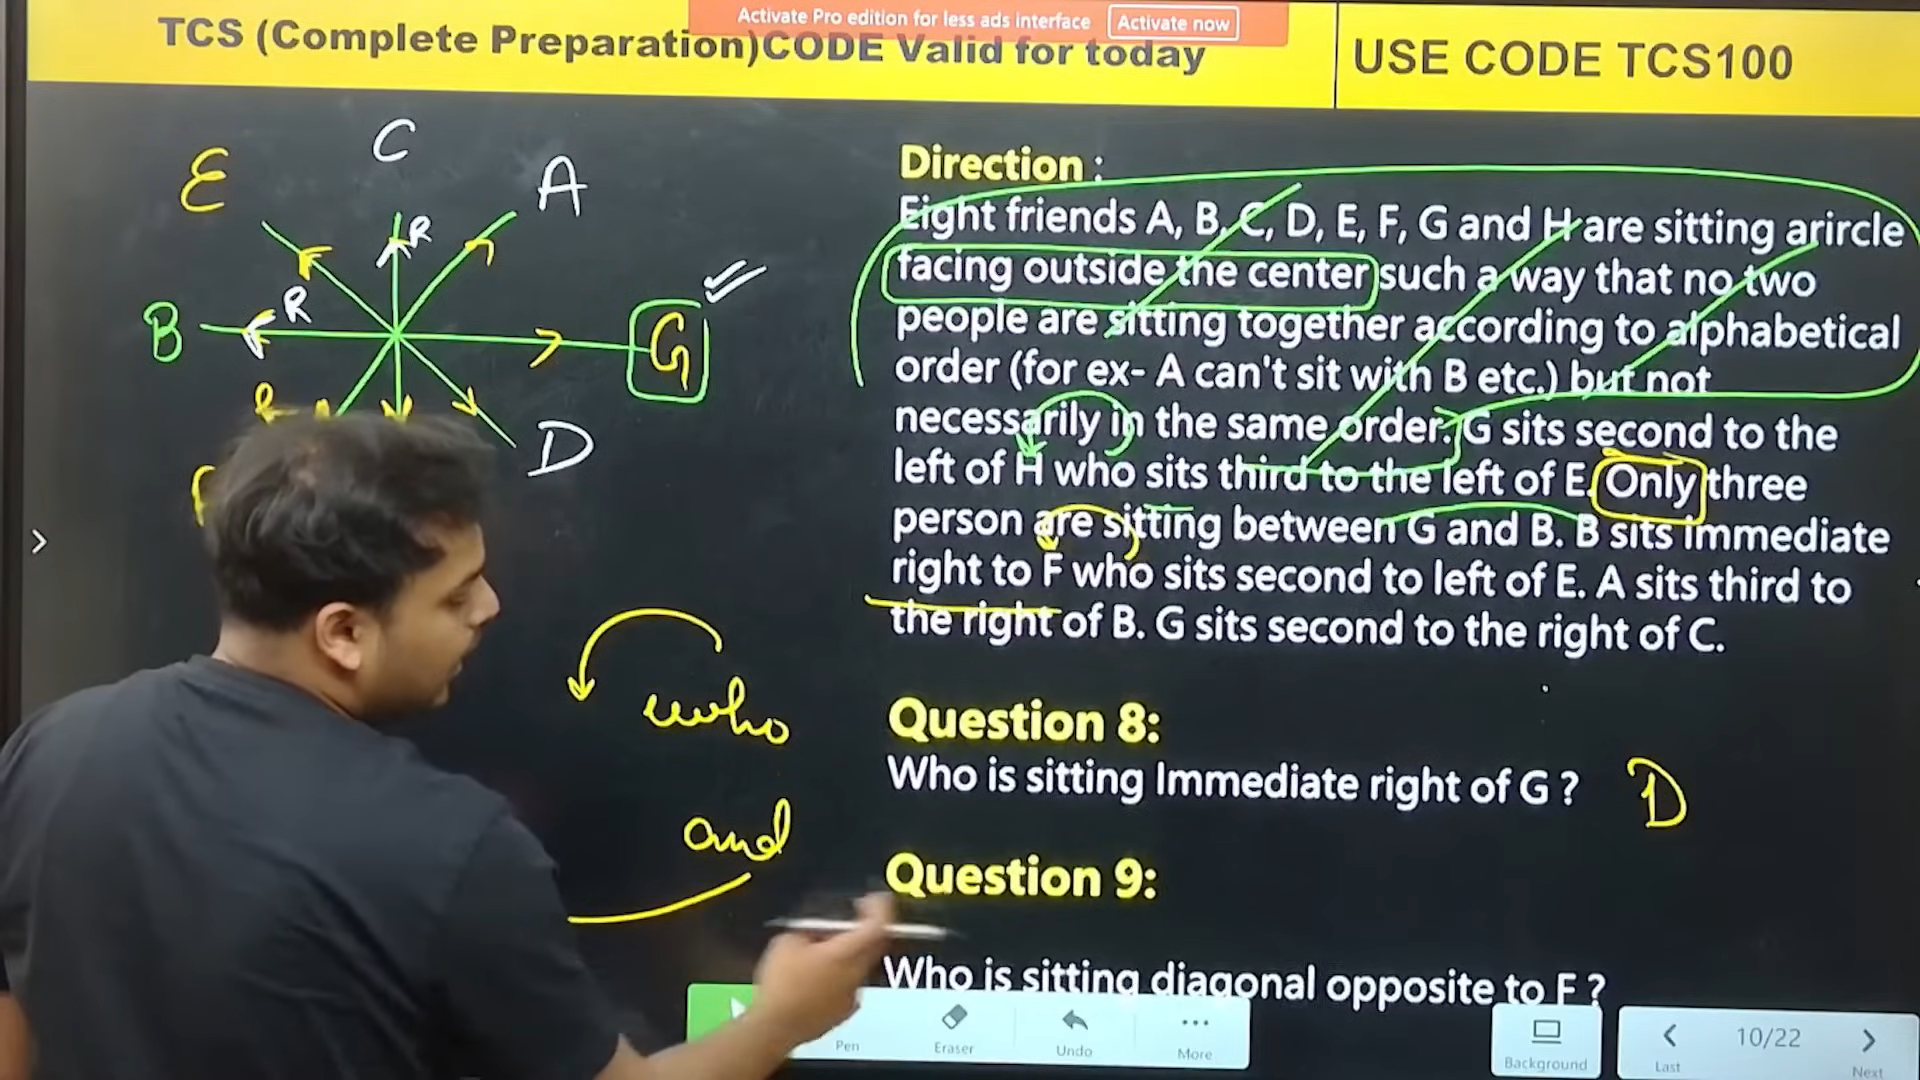 Activate Pro edition for less ads interface Activate now
TCS (Complete Preparation)CODE Valid for today
USE CODE TCS100
C
E
A
R
R
B
G
D
Direction :
Eight friends A, B, C, D, E, F, G and H are sitting arircle
facing outside the center such a way that no two
people are sitting together according to alphabetical
order (for ex- A can't sit with B etc.) but not
necessarily in the same order. G sits second to the
left of H who sits third to the left of E. Only three
person are sitting between G and B. B sits immediate
right to F who sits second to left of E. A sits third to
the right of B. G sits second to the right of C.
who
and
Question 8:
Who is sitting Immediate right of G ?
D
Question 9:
Who is sitting diagonal opposite to F ?
Pen
Eraser
Undo
More
Background
Last
10/22
Next